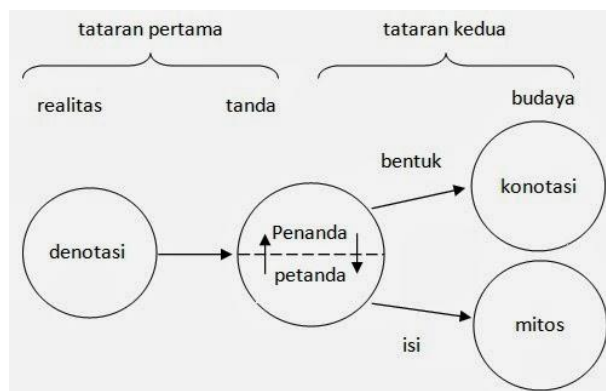 tataran pertama
tataran kedua
realitas
tanda
budaya
bentuk
konotasi
denotasi
Penanda
petanda
isi
mitos